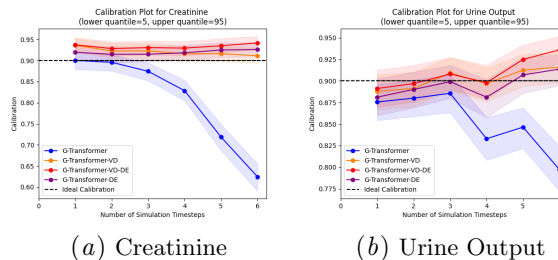 Calibration Plot for Creatinine
(lower quantile=5, upper quantile=95)
Calibration
0.95
0.90
0.85
0.80
0.75
0.70
0.65
0.60
G-Transformer
G-Transformer-VD
G-Transformer-VD-DE
G-Transformer-DE
Ideal Calibration
0 1 2 3 4 5 6
Number of Simulation Timesteps
(a) Creatinine
Calibration Plot for Urine Output
(lower quantile=5, upper quantile=95)
Calibration
0.950
0.925
0.900
0.875
0.850
0.825
0.800
0.775
G-Transformer
G-Transformer-VD
G-Transformer-VD-DE
G-Transformer-DE
Ideal Calibration
0 1 2 3 4 5 6
Number of Simulation Timesteps
(b) Urine Output